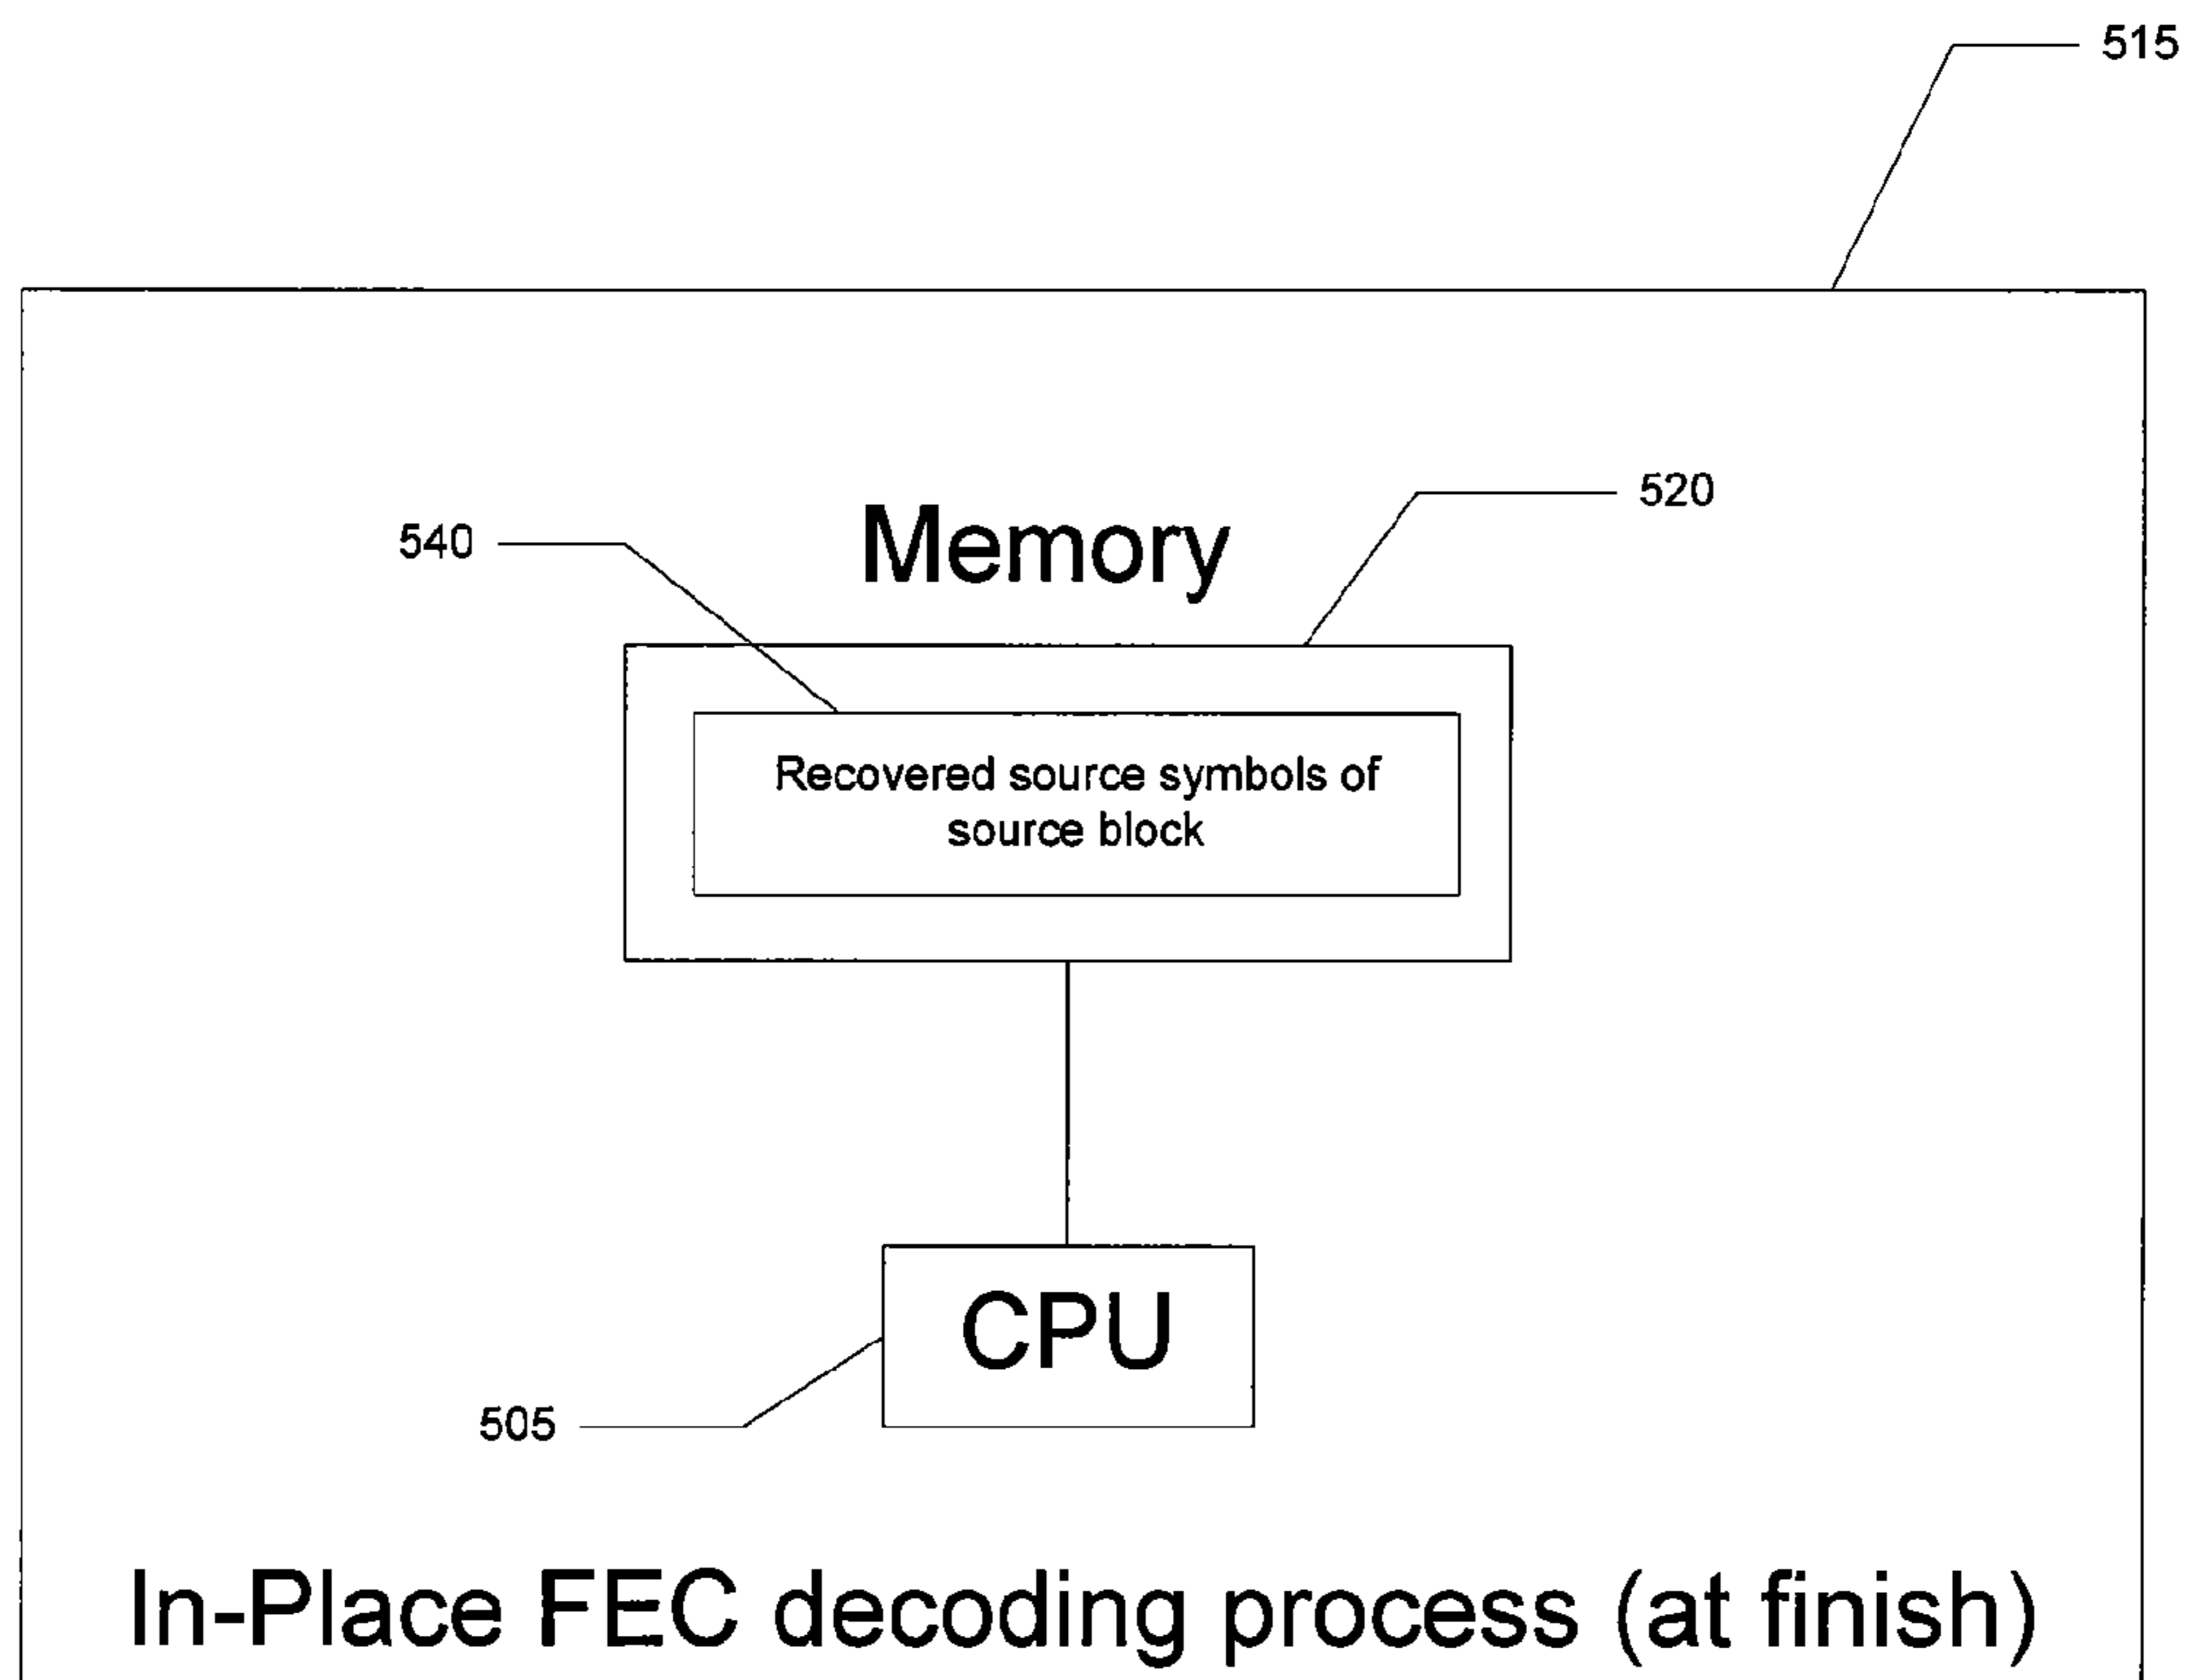 515
520
Memory
540
Recovered source symbols of
source block
CPU
505
In-Place FEC decoding process (at finish)